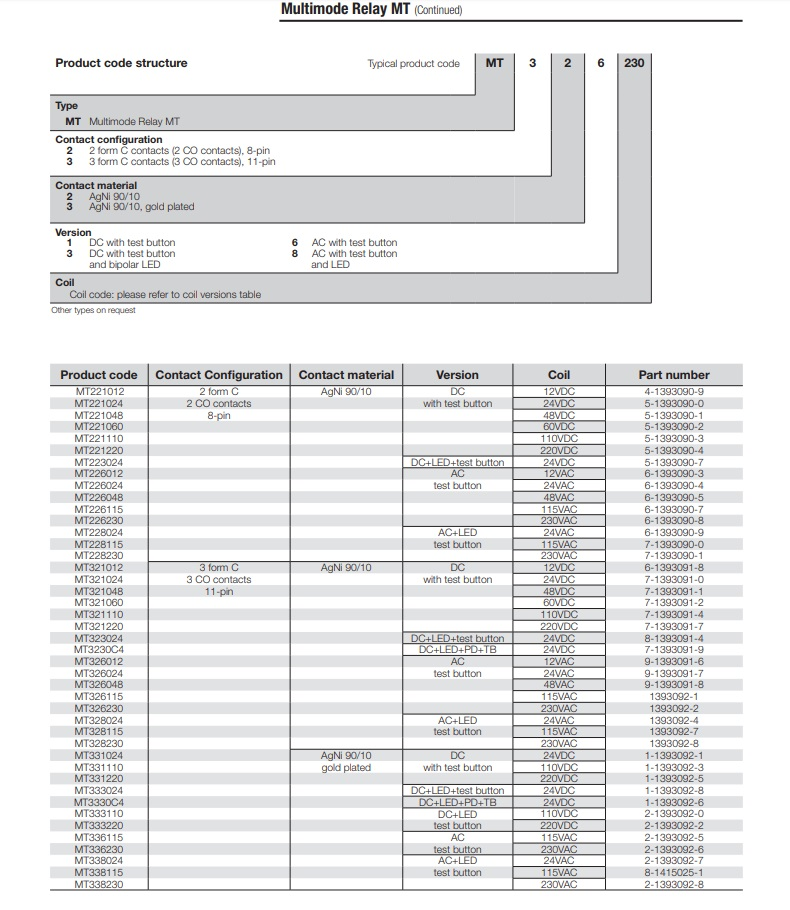 Multimode Relay MT (Continued)
Product code structure Typical product code MT 3 2 6 230
Type
MT Multimode Relay MT
Contact configuration
2 2 form C contacts (2 CO contacts), 8-pin
3 3 form C contacts (3 CO contacts), 11-pin
Contact material
2 AgNi 90/10
3 AgNi 90/10, gold plated
Version
1 DC with test button 6 AC with test button
3 DC with test button 8 AC with test button
and bipolar LED and LED
Coil
Coil code: please refer to coil versions table
Other types on request
Product code Contact Configuration Contact material Version Coil Part number
MT221012 2 form C AgNi 90/10 DC 12VDC 4-1393090-9
MT221024 2 CO contacts with test button 24VDC 5-1393090-0
MT221048 8-pin 48VDC 5-1393090-1
MT221060 60VDC 5-1393090-2
MT221110 110VDC 5-1393090-3
MT221220 220VDC 5-1393090-4
MT223024 DC+LED+test button 24VDC 5-1393090-7
MT226012 AC 12VAC 6-1393090-3
MT226024 test button 24VAC 6-1393090-4
MT226048 48VAC 6-1393090-5
MT226115 115VAC 6-1393090-7
MT226230 230VAC 6-1393090-8
MT228024 AC+LED 24VAC 6-1393090-9
MT228115 test button 115VAC 7-1393090-0
MT228230 230VAC 7-1393090-1
MT321012 3 form C AgNi 90/10 DC 12VDC 6-1393091-8
MT321024 3 CO contacts with test button 24VDC 7-1393091-0
MT321048 11-pin 48VDC 7-1393091-1
MT321060 60VDC 7-1393091-2
MT321110 110VDC 7-1393091-4
MT321220 220VDC 7-1393091-7
MT323024 DC+LED+test button 24VDC 8-1393091-4
MT3230C4 DC+LED+PD+TB 24VDC 7-1393091-9
MT326012 AC 12VAC 9-1393091-6
MT326024 test button 24VAC 9-1393091-7
MT326048 48VAC 9-1393091-8
MT326115 115VAC 1393092-1
MT326230 230VAC 1393092-2
MT328024 AC+LED 24VAC 1393092-4
MT328115 test button 115VAC 1393092-7
MT328230 230VAC 1393092-8
MT331024 AgNi 90/10 DC 24VDC 1-1393092-1
MT331110 gold plated with test button 110VDC 1-1393092-3
MT331220 220VDC 1-1393092-5
MT333024 DC+LED+test button 24VDC 1-1393092-8
MT3330C4 DC+LED+PD+TB 24VDC 1-1393092-6
MT333110 DC+LED 110VDC 2-1393092-0
MT333220 test button 220VDC 2-1393092-2
MT336115 AC 115VAC 2-1393092-5
MT336230 test button 230VAC 2-1393092-6
MT338024 AC+LED 24VAC 2-1393092-7
MT338115 test button 115VAC 8-1415025-1
MT338230 230VAC 2-1393092-8